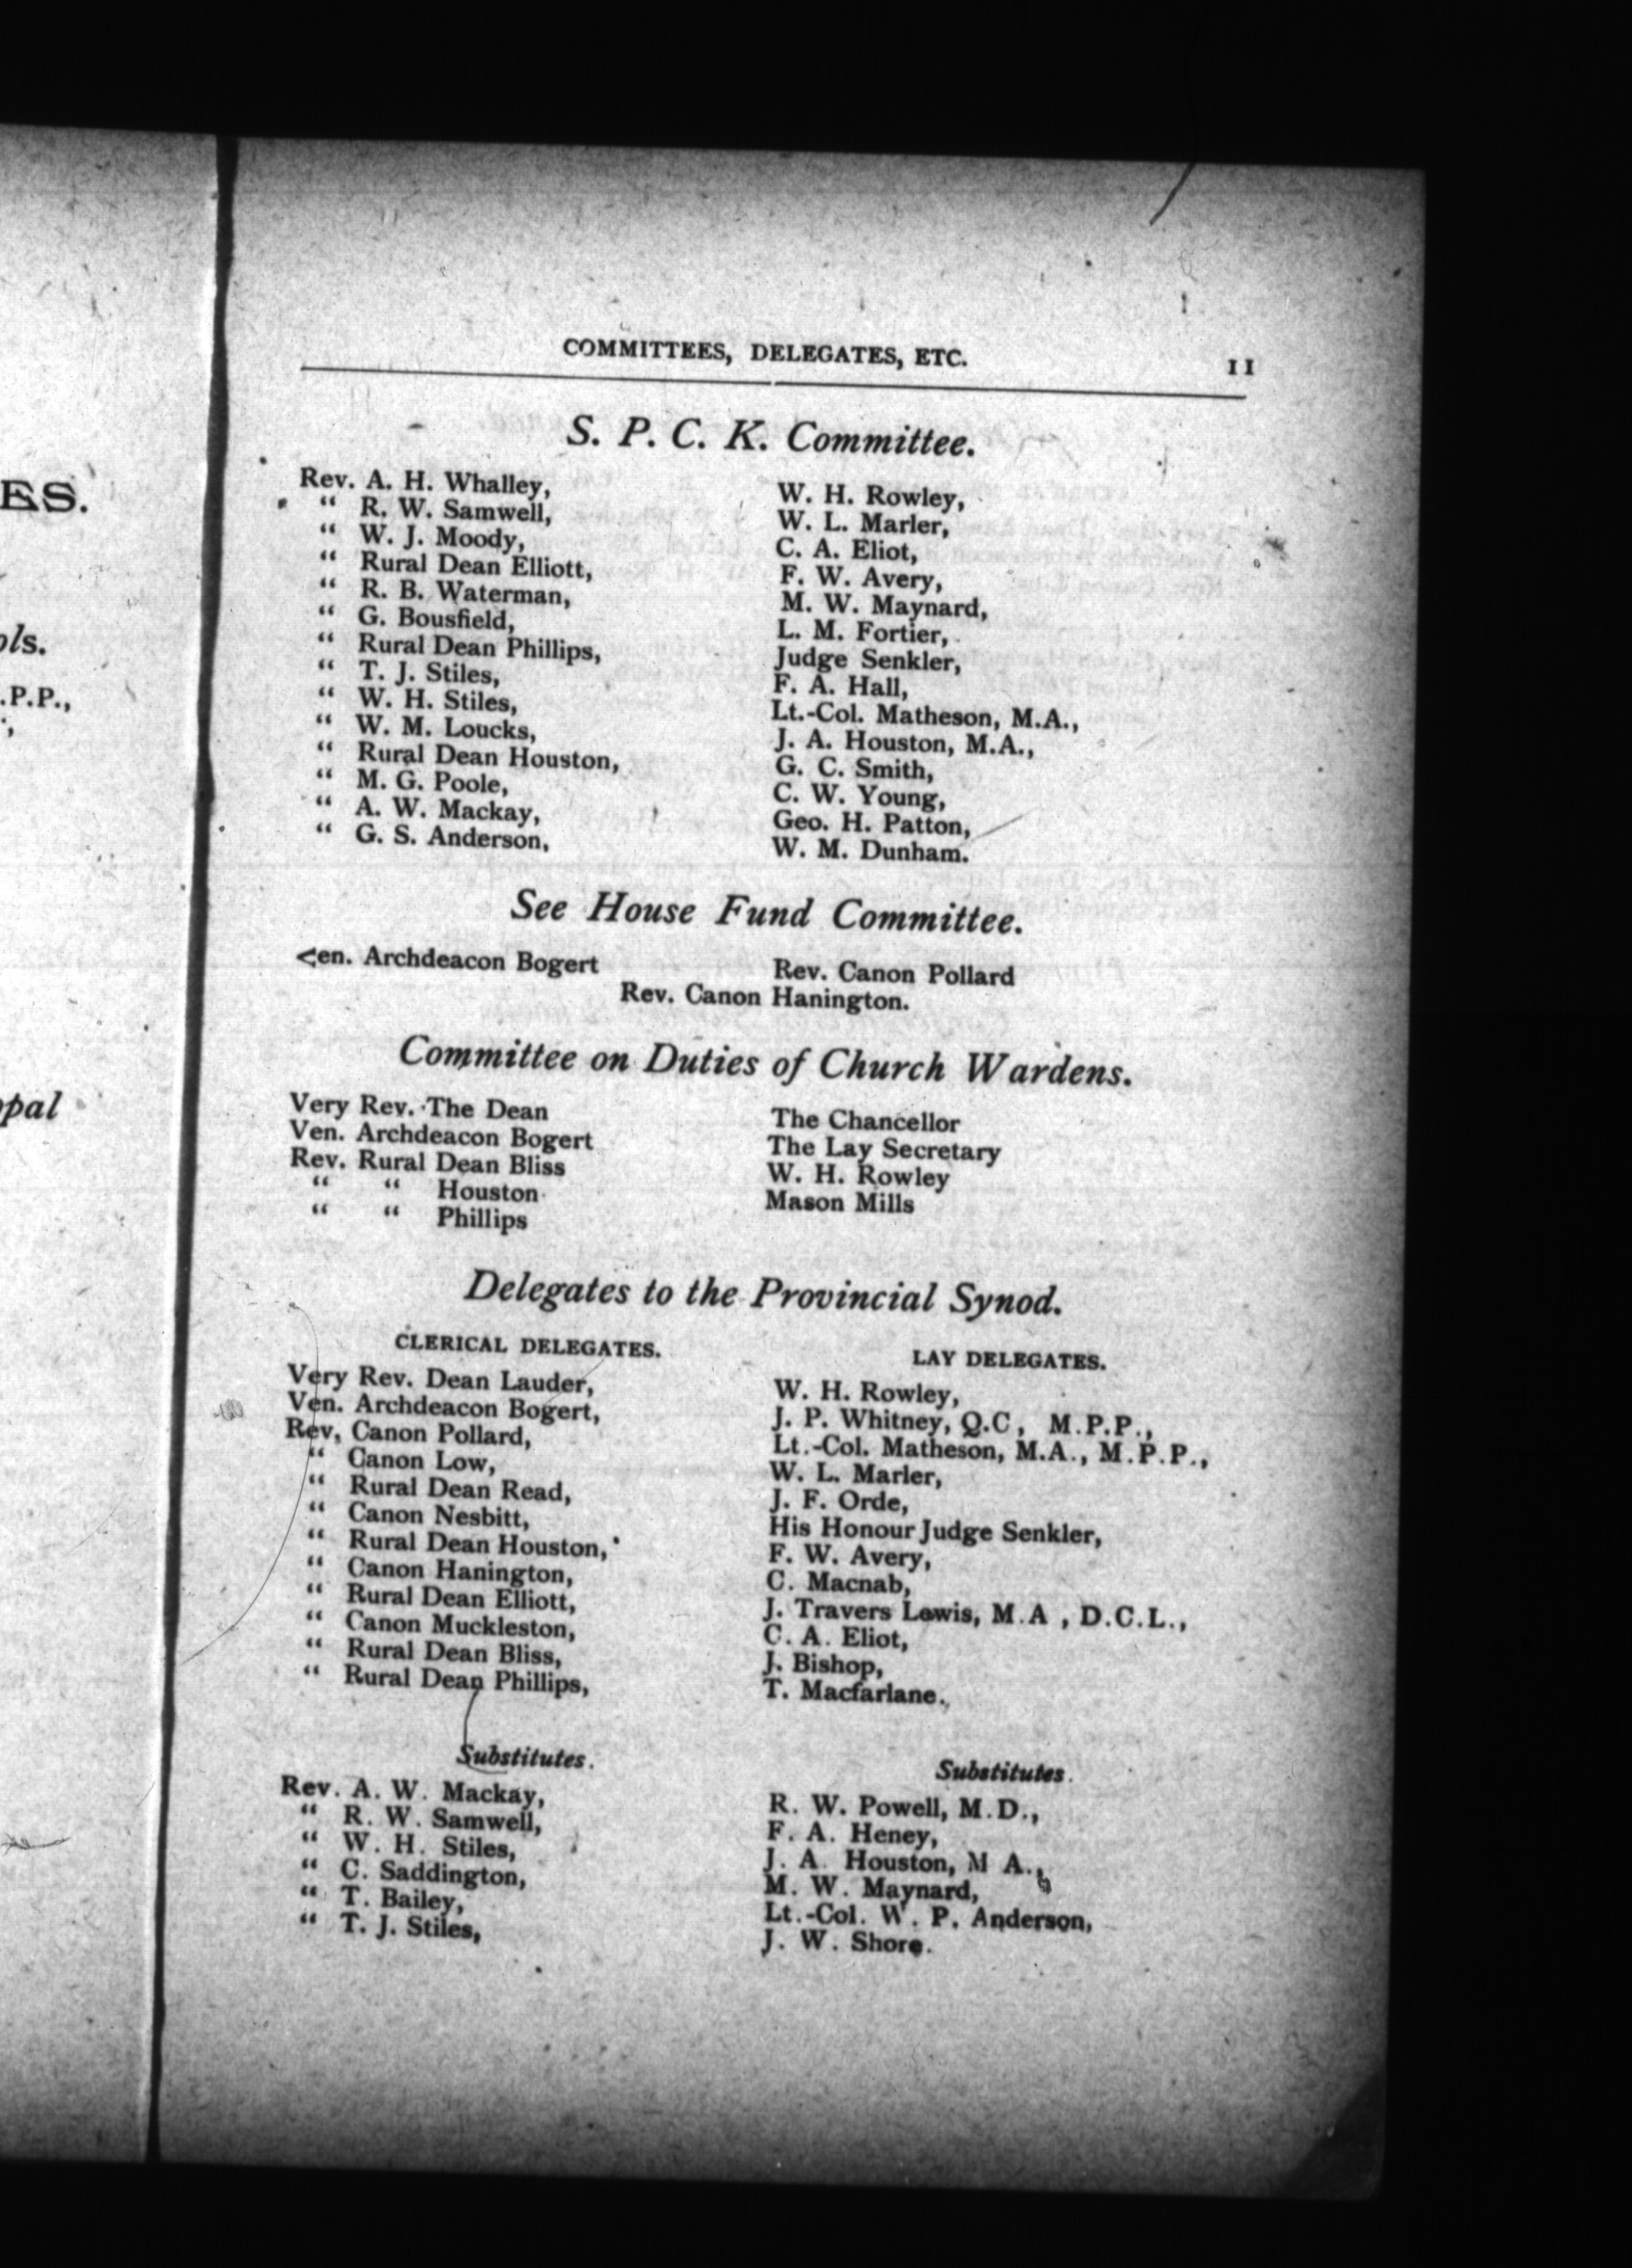 ES.
ols.
.P.P.,
opal
COMMITTEES, DELEGATES, ETC. 11
S. P. C. K. Committee.
Rev. A. H. Whalley,
“ R. W. Samwell,
“ W. J. Moody,
“ Rural Dean Elliott,
“ R. B. Waterman,
“ G. Bousfield,
“ Rural Dean Phillips,
“ T. J. Stiles,
“ W. H. Stiles,
“ W. M. Loucks,
“ Rural Dean Houston,
“ M. G. Poole,
“ A. W. Mackay,
“ G. S. Anderson,
W. H. Rowley,
W. L. Marler,
C. A. Eliot,
F. W. Avery,
M. W. Maynard,
L. M. Fortier,
Judge Senkler,
F. A. Hall,
Lt.-Col. Matheson, M.A.,
J. A. Houston, M.A.,
G. C. Smith,
C. W. Young,
Geo. H. Patton,
W. M. Dunham.
See House Fund Committee.
Ven. Archdeacon Bogert Rev. Canon Pollard
Rev. Canon Hanington.
Committee on Duties of Church Wardens.
Very Rev. The Dean
Ven. Archdeacon Bogert
Rev. Rural Dean Bliss
“ “ Houston
“ “ Phillips
The Chancellor
The Lay Secretary
W. H. Rowley
Mason Mills
Delegates to the Provincial Synod.
CLERICAL DELEGATES.
Very Rev. Dean Lauder,
Ven. Archdeacon Bogert,
Rev, Canon Pollard,
“ Canon Low,
“ Rural Dean Read,
“ Canon Nesbitt,
“ Rural Dean Houston,
“ Canon Hanington,
“ Rural Dean Elliott,
“ Canon Muckleston,
“ Rural Dean Bliss,
“ Rural Dean Phillips,
LAY DELEGATES.
W. H. Rowley,
J. P. Whitney, Q.C, M.P.P.,
Lt.-Col. Matheson, M.A., M.P.P.,
W. L. Marler,
J. F. Orde,
His Honour Judge Senkler,
F. W. Avery,
C. Macnab,
J. Travers Lewis, M.A , D.C.L.,
C. A. Eliot,
J. Bishop,
T. Macfarlane.
Substitutes.
Rev. A. W. Mackay,
“ R. W. Samwell,
“ W. H. Stiles,
“ C. Saddington,
“ T. Bailey,
“ T. J. Stiles,
Substitutes.
R. W. Powell, M.D.,
F. A. Heney,
J. A. Houston, M A.,
M. W. Maynard,
Lt.-Col. W. P. Anderson,
J. W. Shore.